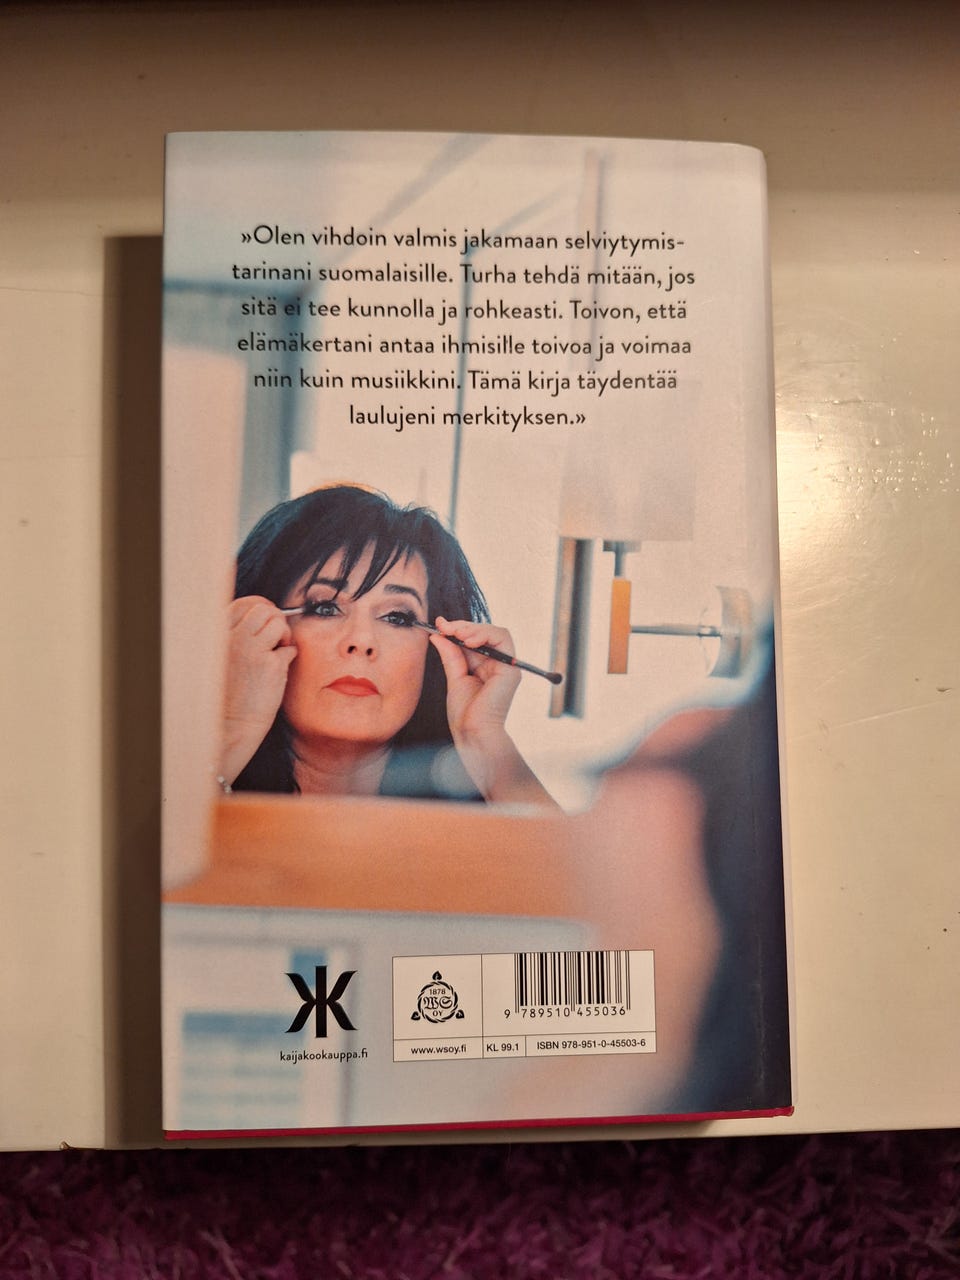 »Olen vihdoin valmis jakamaan selviytymis-
tarinani suomalaisille. Turha tehdä mitään, jos
sitä ei tee kunnolla ja rohkeasti. Toivon, että
elämäkertani antaa ihmisille toivoa ja voimaa
niin kuin musiikkini. Tämä kirja täydentää
laulujeni merkityksen.»
KK
kaijakookauppa.fi
1878
WS
OY
9 789510 455036
www.wsoy.fi
KL 99.1
ISBN 978-951-0-45503-6